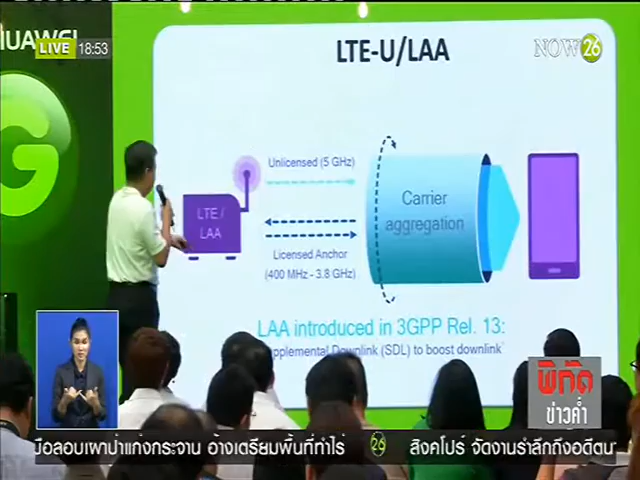 HUAWEI
LIVE 18:53
NOW26
LTE-U/LAA
G
Unlicensed (5 GHz)
LTE/
LAA
Carrier
aggregation
Licensed Anchor
(400 MHz - 3.8 GHz)
LAA introduced in 3GPP Rel. 13:
Supplemental Downlink (SDL) to boost downlink
พิกัด
ข่าวค่ำ
มือลอบเผาป่าแก่งกระจาน อ้างเตรียมพื้นที่ทำไร่ 26 สิงคโปร์ จัดงานรำลึกถึงอดีตน